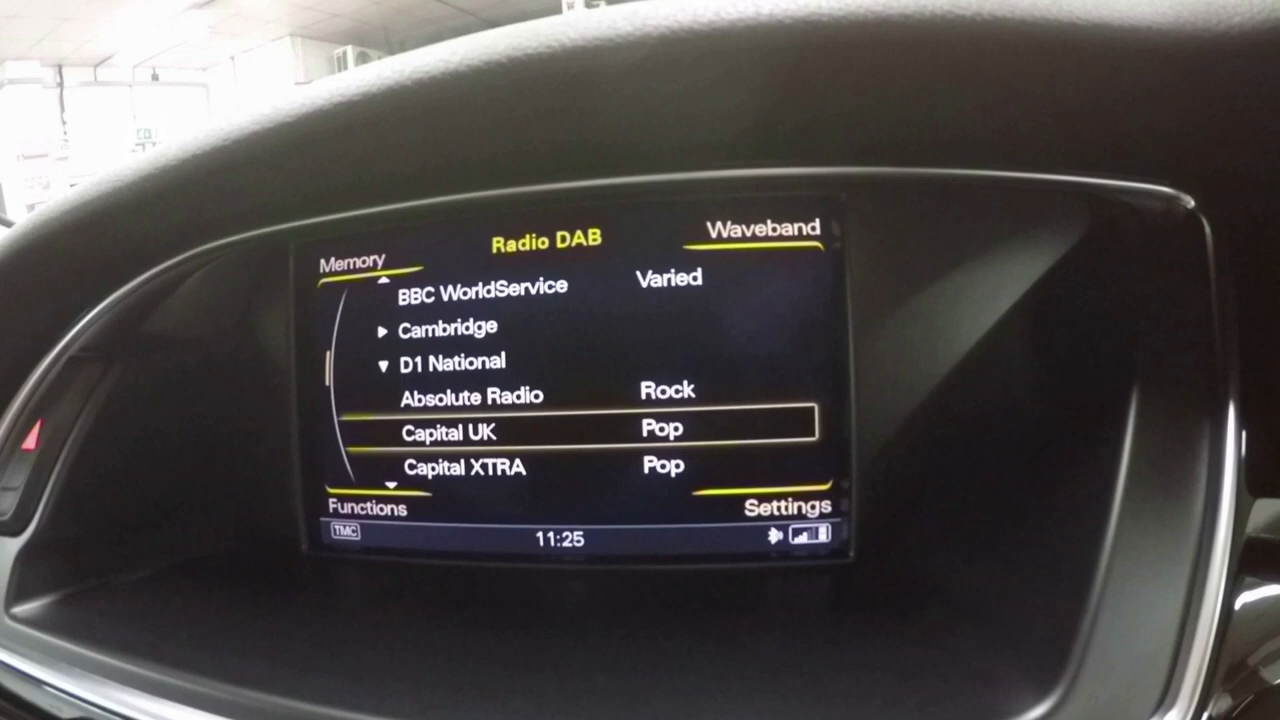 Radio DAB
Waveband
Memory
BBC WorldService Varied
Cambridge
D1 National
Absolute Radio Rock
Capital UK Pop
Capital XTRA Pop
Functions
Settings
TMC
11:25